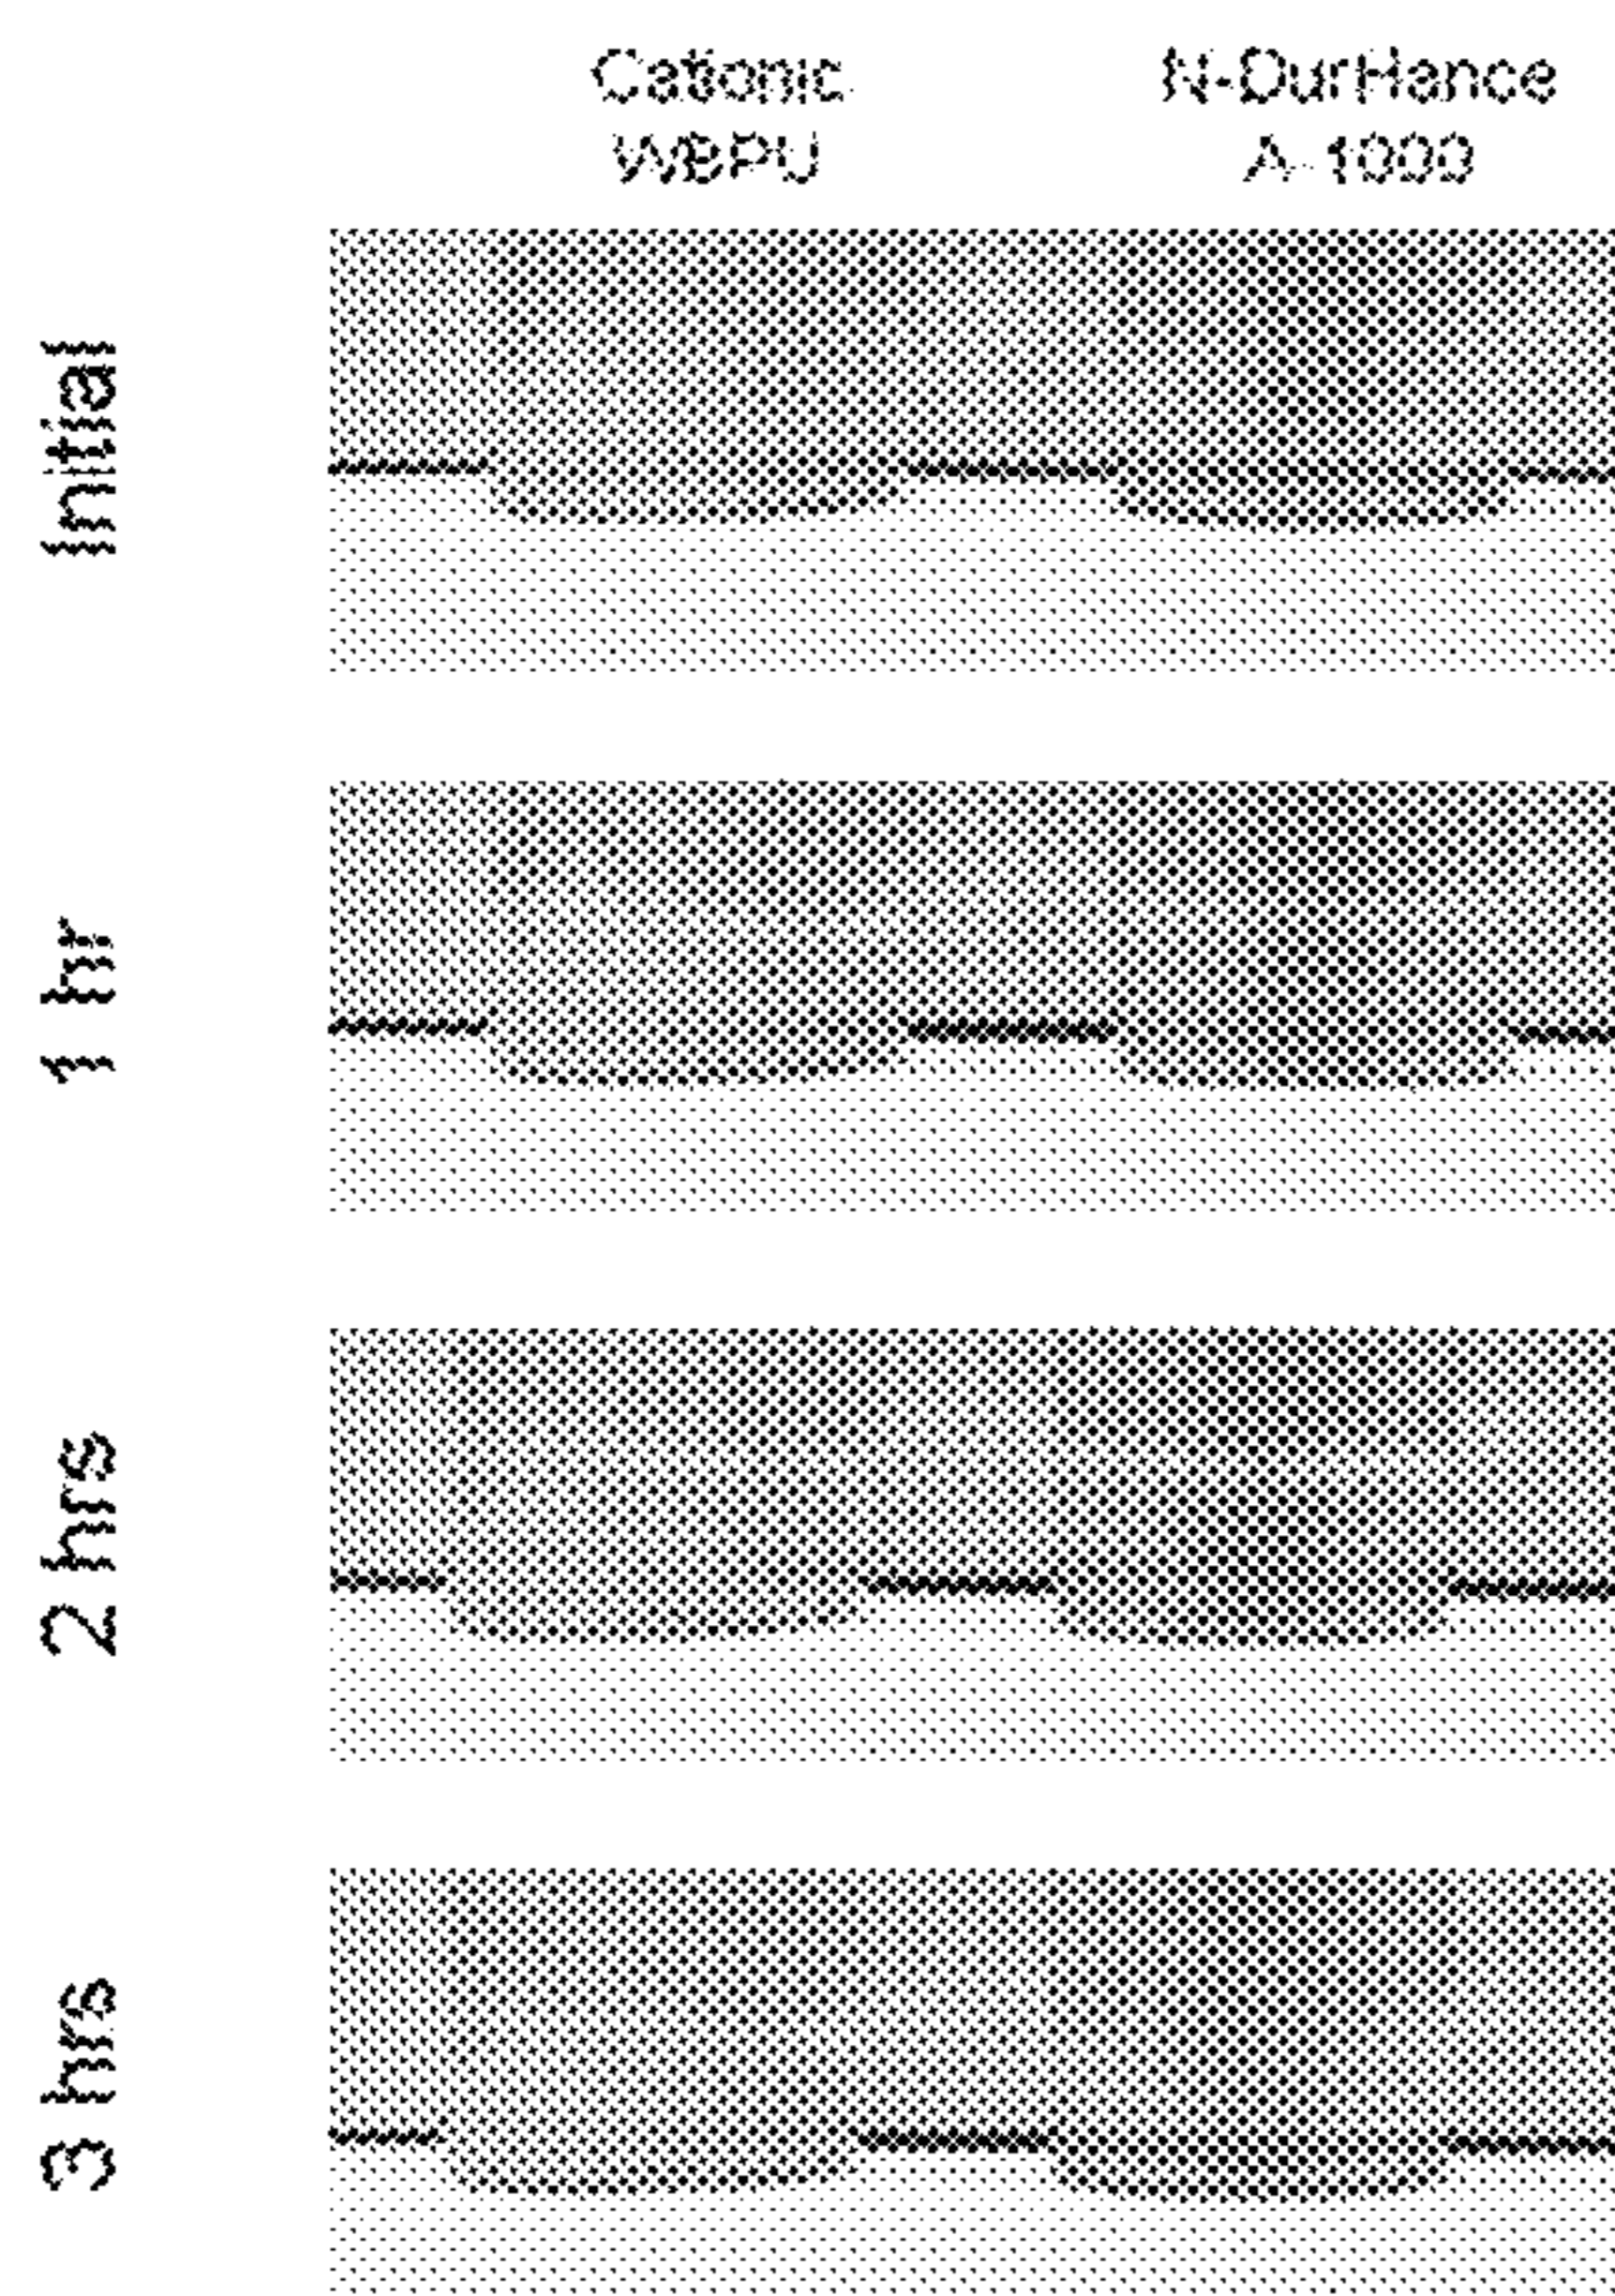 Cationic
WBPU
N-DurHance
A-1000
Initial
1 hr
2 hrs
3 hrs